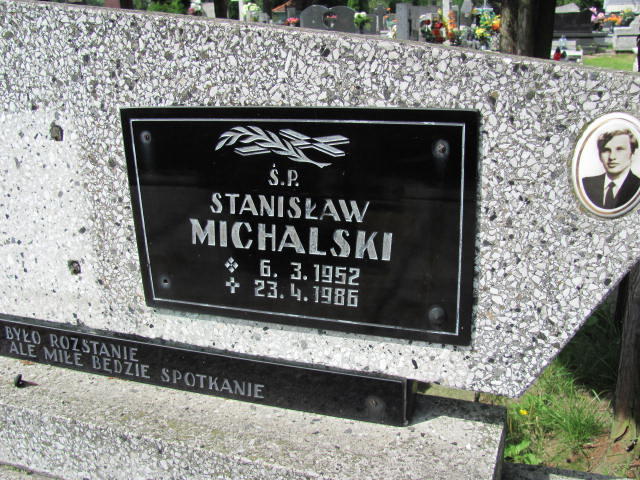 Ś.P.
STANISŁAW
MICHALSKI
6. 3. 1952
23. 4. 1986
BYŁO ROZSTANIE
ALE MIŁE BĘDZIE SPOTKANIE